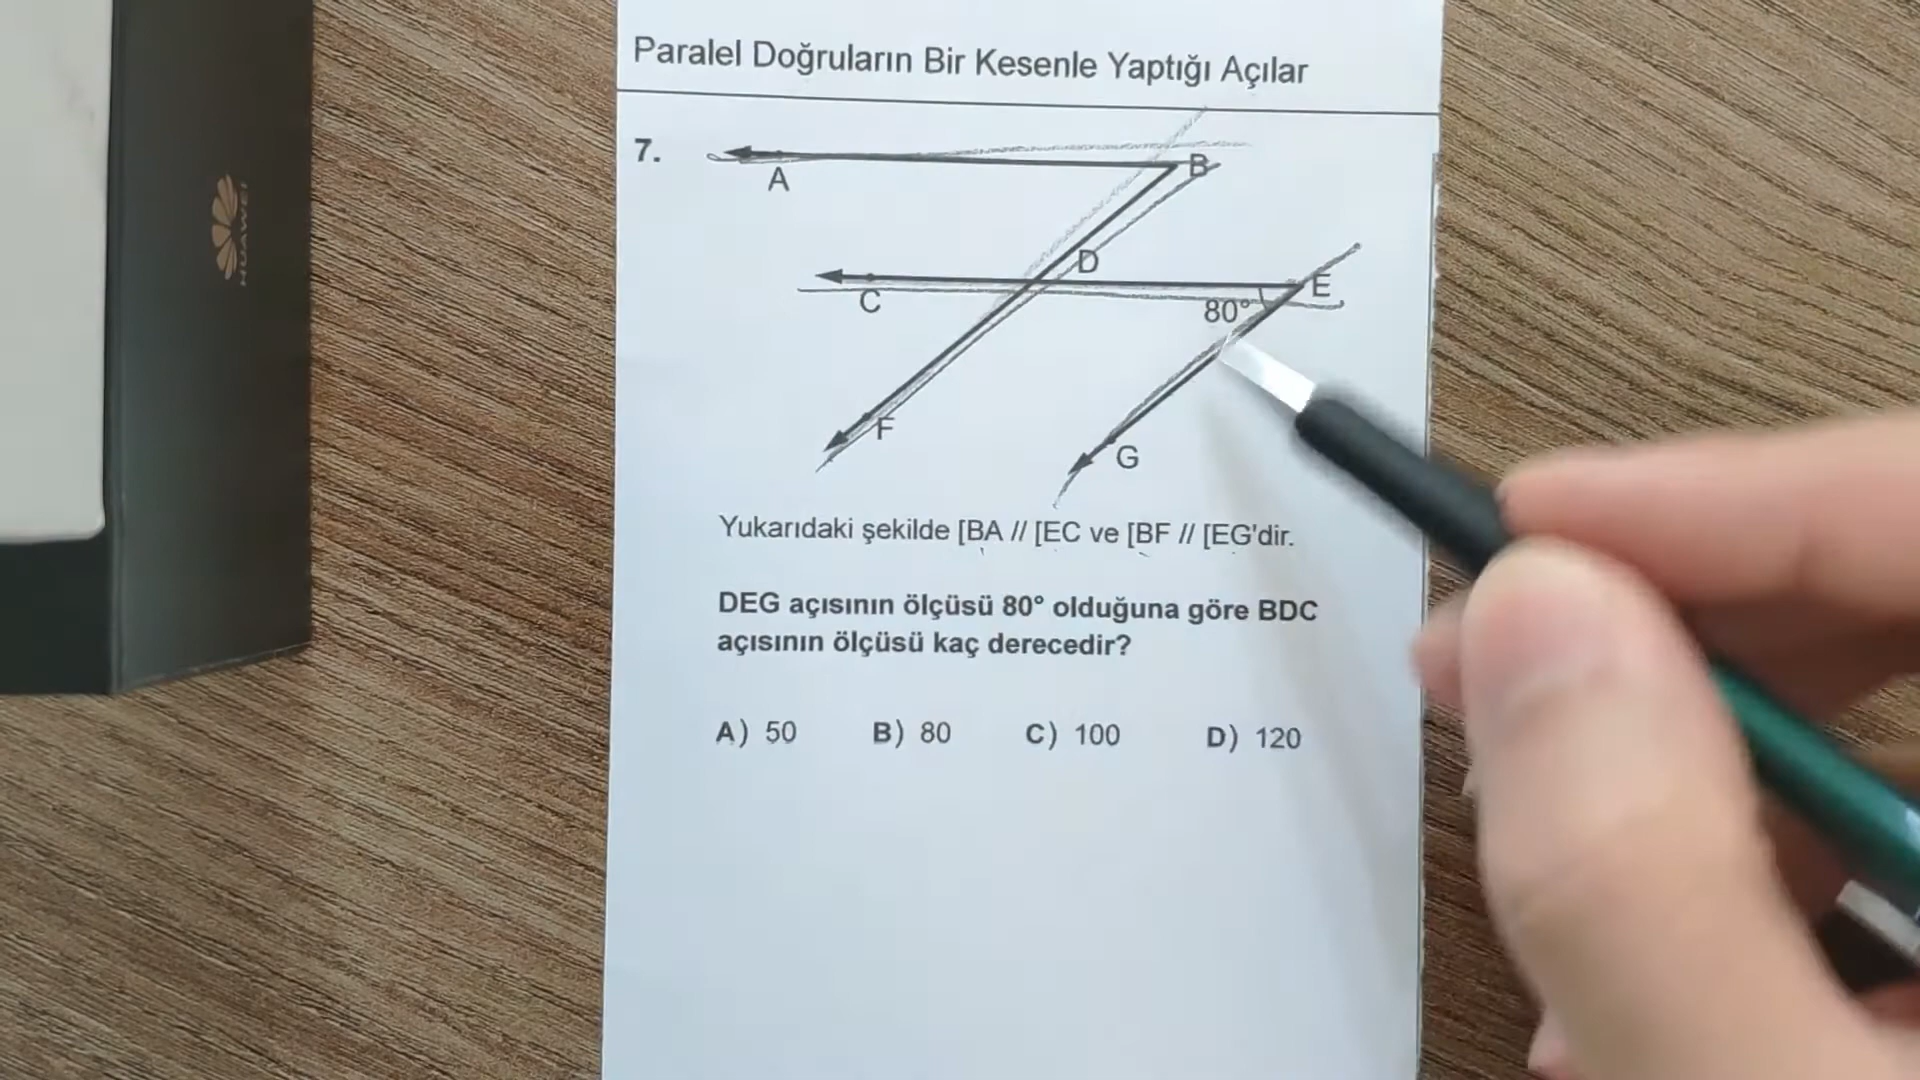 Paralel Doğruların Bir Kesenle Yaptığı Açılar
7.
A
B
D
C
E
80°
F
G
Yukarıdaki şekilde [BA // [EC ve [BF // [EG'dir.
DEG açısının ölçüsü 80° olduğuna göre BDC
açısının ölçüsü kaç derecedir?
A) 50 B) 80 C) 100 D) 120
HUAWEI